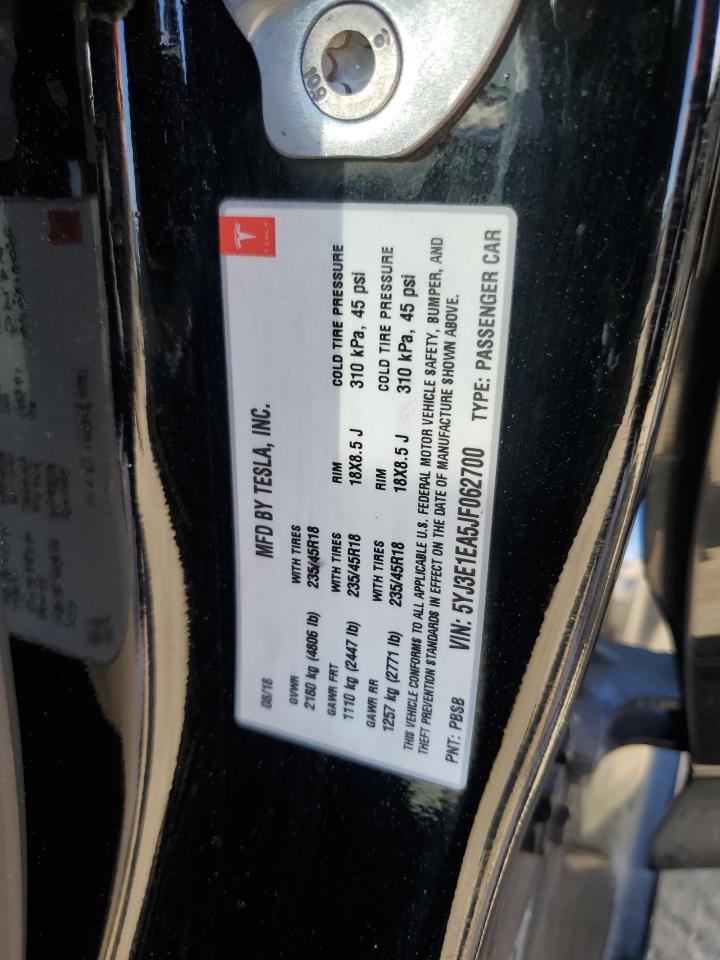 TESLA
MFD BY TESLA, INC.
08/18
GVWR WITH TIRES
2180 kg (4806 lb) 235/45R18
GAWR FRT WITH TIRES RIM COLD TIRE PRESSURE
1110 kg (2447 lb) 235/45R18 18X8.5 J 310 kPa, 45 psi
GAWR RR WITH TIRES RIM COLD TIRE PRESSURE
1257 kg (2771 lb) 235/45R18 18X8.5 J 310 kPa, 45 psi
THIS VEHICLE CONFORMS TO ALL APPLICABLE U.S. FEDERAL MOTOR VEHICLE SAFETY, BUMPER, AND
THEFT PREVENTION STANDARDS IN EFFECT ON THE DATE OF MANUFACTURE SHOWN ABOVE.
PNT: PBSB VIN: 5YJ3E1EA5JF062700 TYPE: PASSENGER CAR
10.9